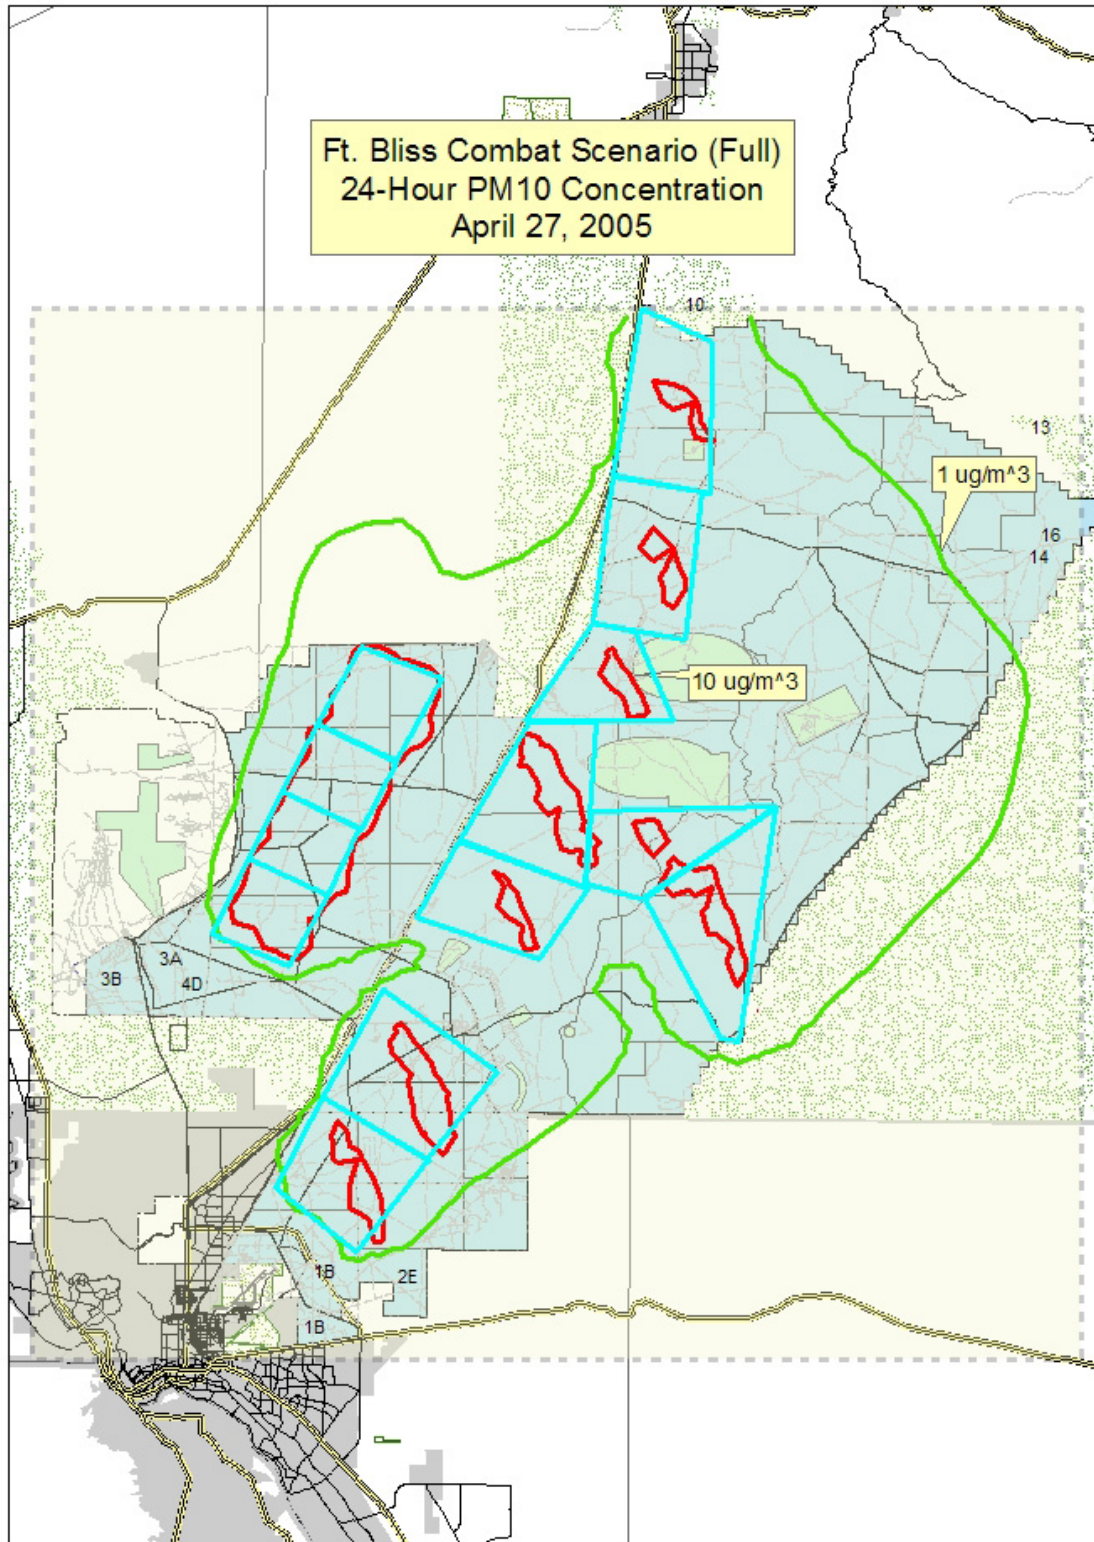 Ft. Bliss Combat Scenario (Full)
24-Hour PM10 Concentration
April 27, 2005
10
13
1 ug/m^3
16
14
10 ug/m^3
3A
3B
4D
1B
2E
1B